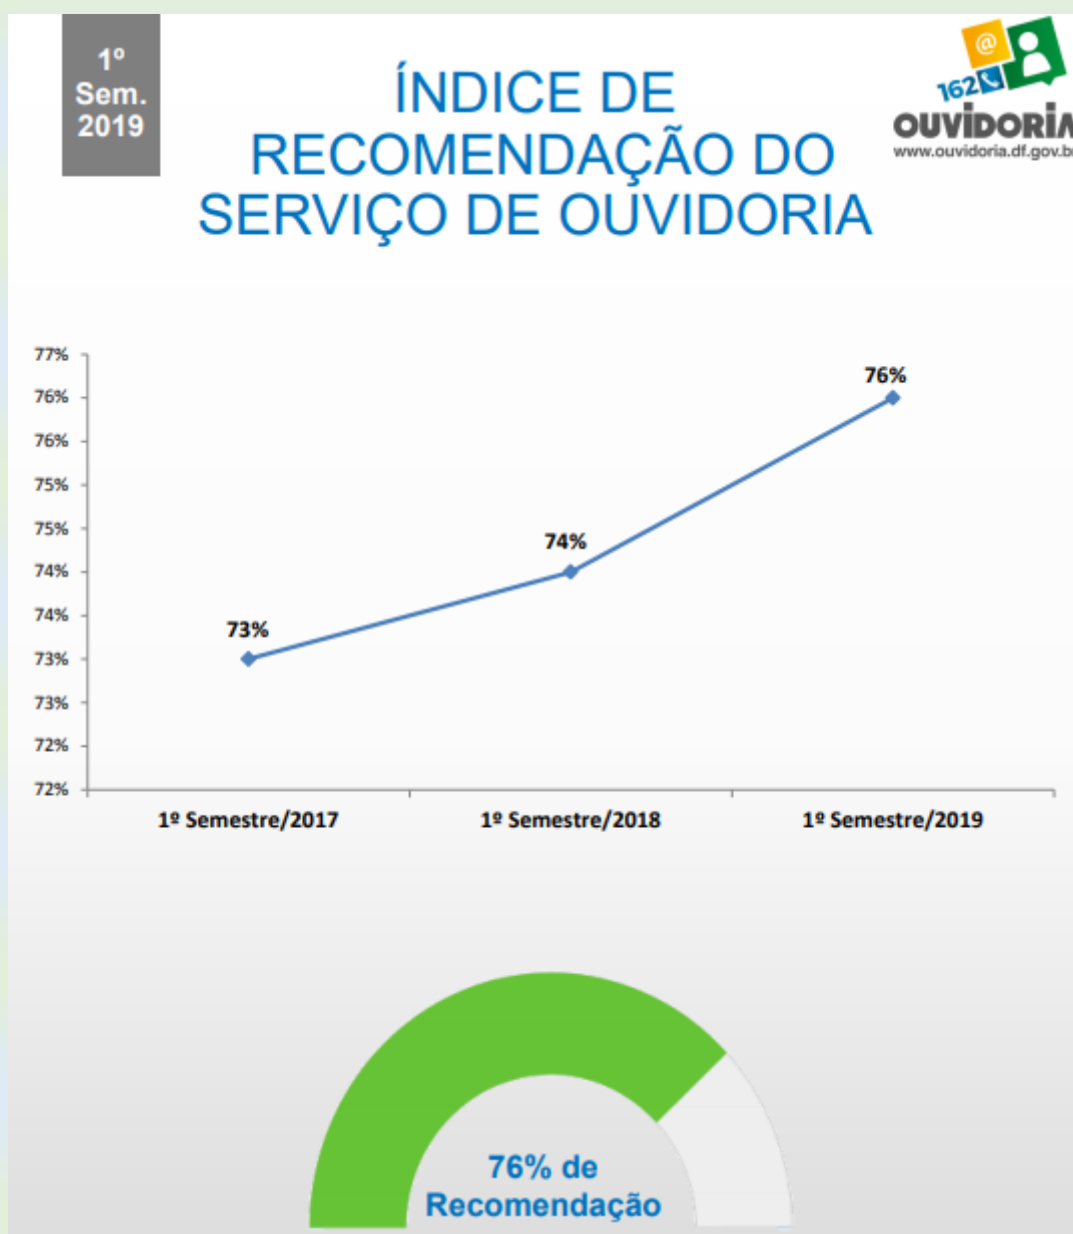 1º
Sem.
2019
ÍNDICE DE
RECOMENDAÇÃO DO
SERVIÇO DE OUVIDORIA
@
162
OUVIDORIA
www.ouvidoria.df.gov.b
77%
76%
76%
75%
75%
74%
74%
73%
73%
72%
72%
73%
74%
76%
1º Semestre/2017
1º Semestre/2018
1º Semestre/2019
76% de
Recomendação